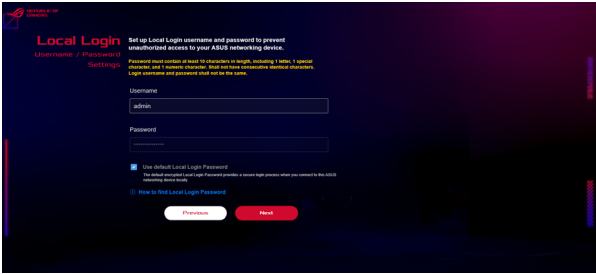 Local Login
Username / Password
Settings
Set up Local Login username and password to prevent
unauthorized access to your ASUS networking device.
Password must contain at least 10 characters in length, including 1 letter, 1 special
character, and 1 numeric character. Shall not have consecutive identical characters.
Login username and password shall not be the same.
Username
admin
Password
Use default Local Login Password
The default encrypted Local Login Password provides a secure login process when you connect to the ASUS
networking device locally
How to find Local Login Password
Previous
Next